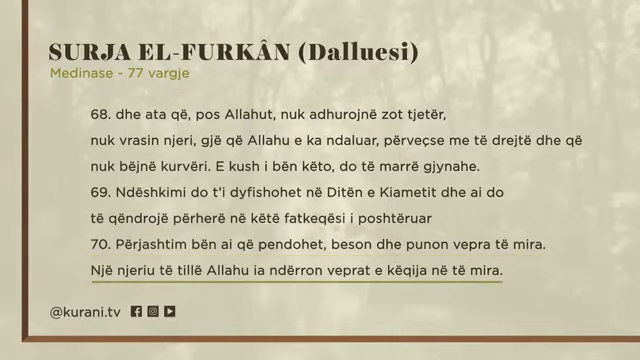 SURJA EL-FURKÂN (Dalluesi)
Medinase - 77 vargje
68. dhe ata që, pos Allahut, nuk adhurojnë zot tjetër,
nuk vrasin njeri, gjë që Allahu e ka ndaluar, përveçse me të drejtë dhe që
nuk bëjnë kurvëri. E kush i bën këto, do të marrë gjynahe.
69. Ndëshkimi do t'i dyfishohet në Ditën e Kiametit dhe ai do
të qëndrojë përherë në këtë fatkeqësi i poshtëruar
70. Përjashtim bën ai që pendohet, beson dhe punon vepra të mira.
Një njeriu të tillë Allahu ia ndërron veprat e këqija në të mira.
@kurani.tv